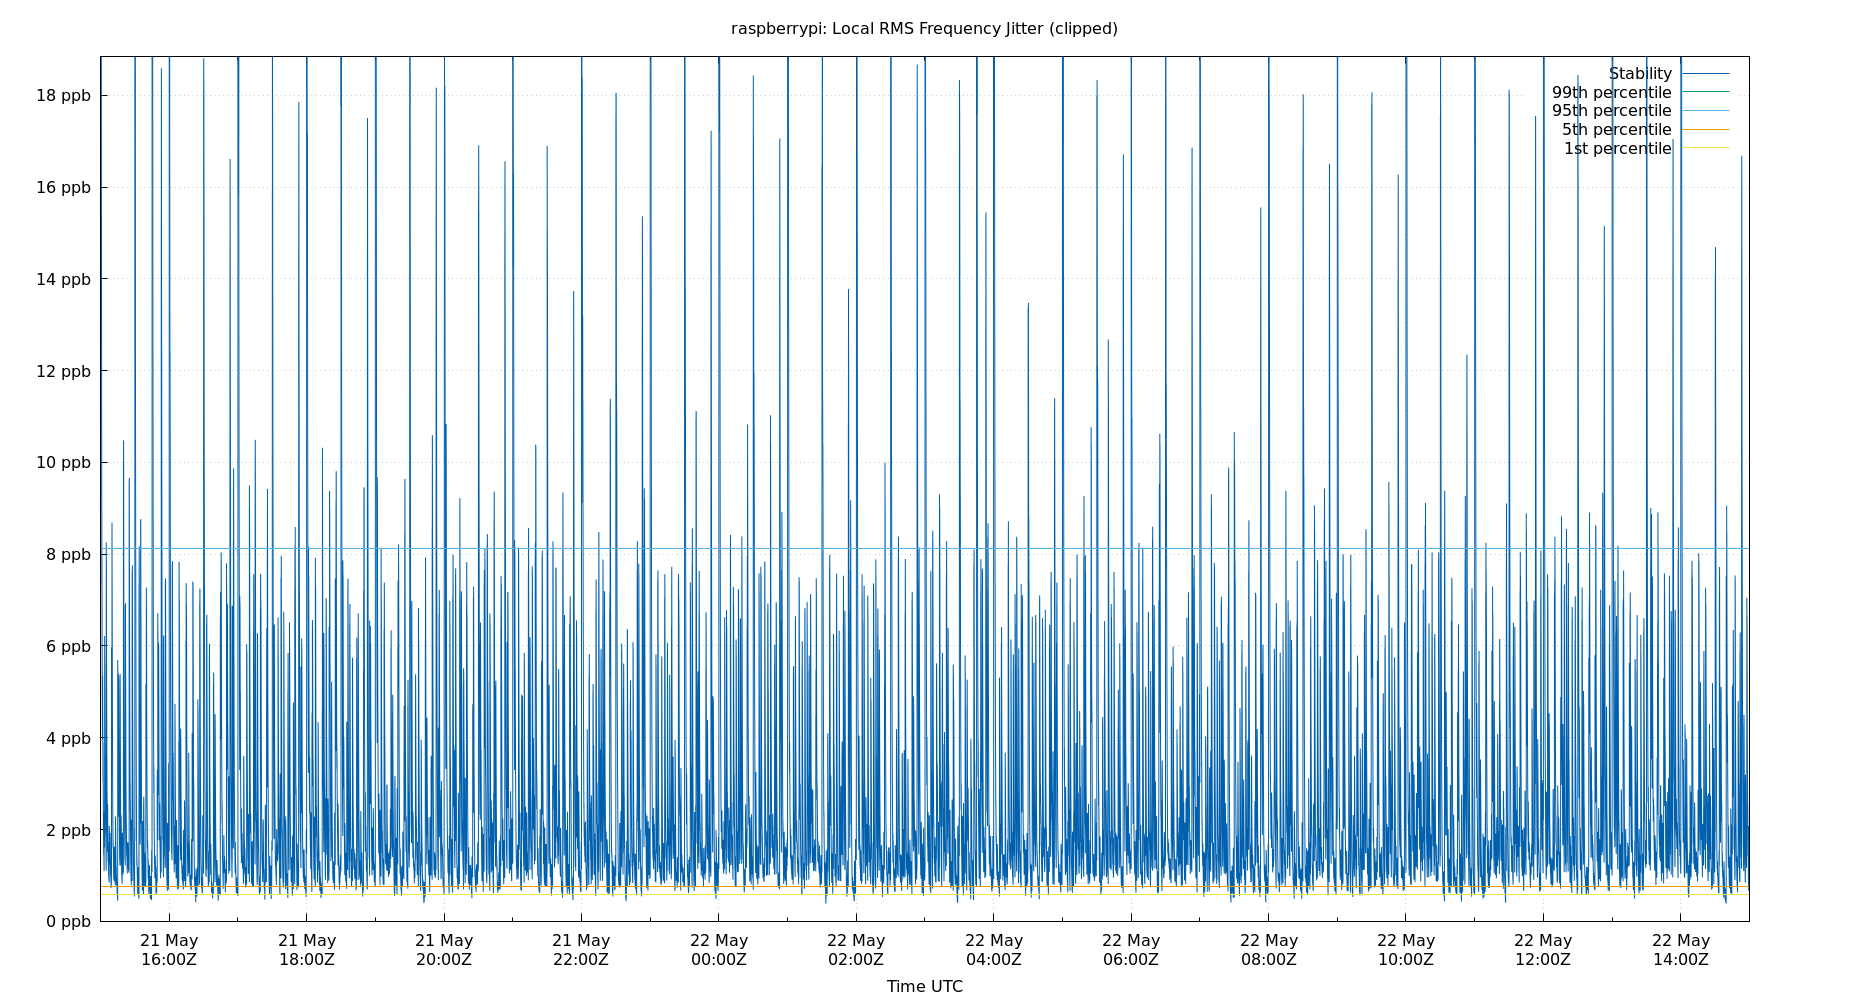 raspberrypi: Local RMS Frequency Jitter (clipped)
Stability
99th percentile
95th percentile
5th percentile
1st percentile
18 ppb
16 ppb
14 ppb
12 ppb
10 ppb
8 ppb
6 ppb
4 ppb
2 ppb
0 ppb
21 May 21 May 21 May 21 May 22 May 22 May 22 May 22 May 22 May 22 May 22 May 22 May
16:00Z 18:00Z 20:00Z 22:00Z 00:00Z 02:00Z 04:00Z 06:00Z 08:00Z 10:00Z 12:00Z 14:00Z
Time UTC